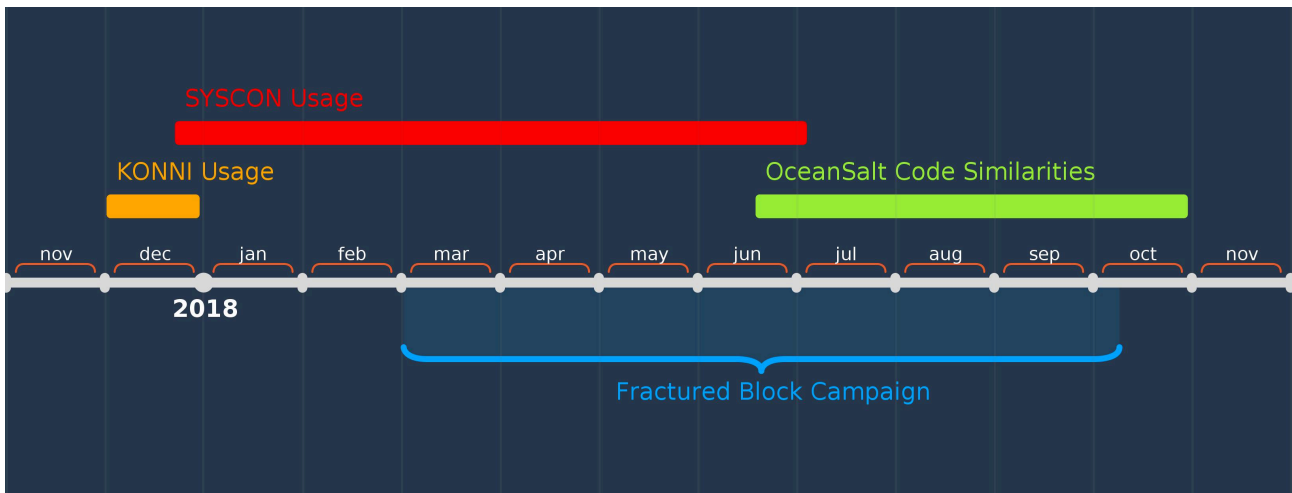 SYSCON Usage
KONNI Usage
OceanSalt Code Similarities
nov dec jan feb mar apr may jun jul aug sep oct nov
2018
Fractured Block Campaign